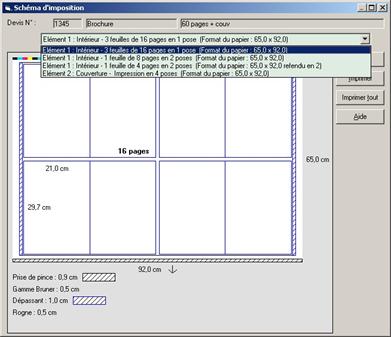 Schéma d'imposition
Devis N° : 1345 Brochure 60 pages + couv
Elément 1 : Intérieur - 3 feuilles de 16 pages en 1 pose (Format du papier : 65,0 x 92,0)
Elément 1 : Intérieur - 3 feuilles de 16 pages en 1 pose (Format du papier : 65,0 x 92,0)
Elément 1 : Intérieur - 1 feuille de 8 pages en 2 poses (Format du papier : 65,0 x 92,0)
Elément 1 : Intérieur - 1 feuille de 4 pages en 2 poses (Format du papier : 65,0 x 92,0 refendu en 2)
Elément 2 : Couverture - Impression en 4 poses (Format du papier : 65,0 x 92,0)
Imprimer
Imprimer tout
Aide
16 pages
21,0 cm
29,7 cm
65,0 cm
92,0 cm
Prise de pince : 0,9 cm
Gamme Bruner : 0,5 cm
Dépassant : 1,0 cm
Rogne : 0,5 cm